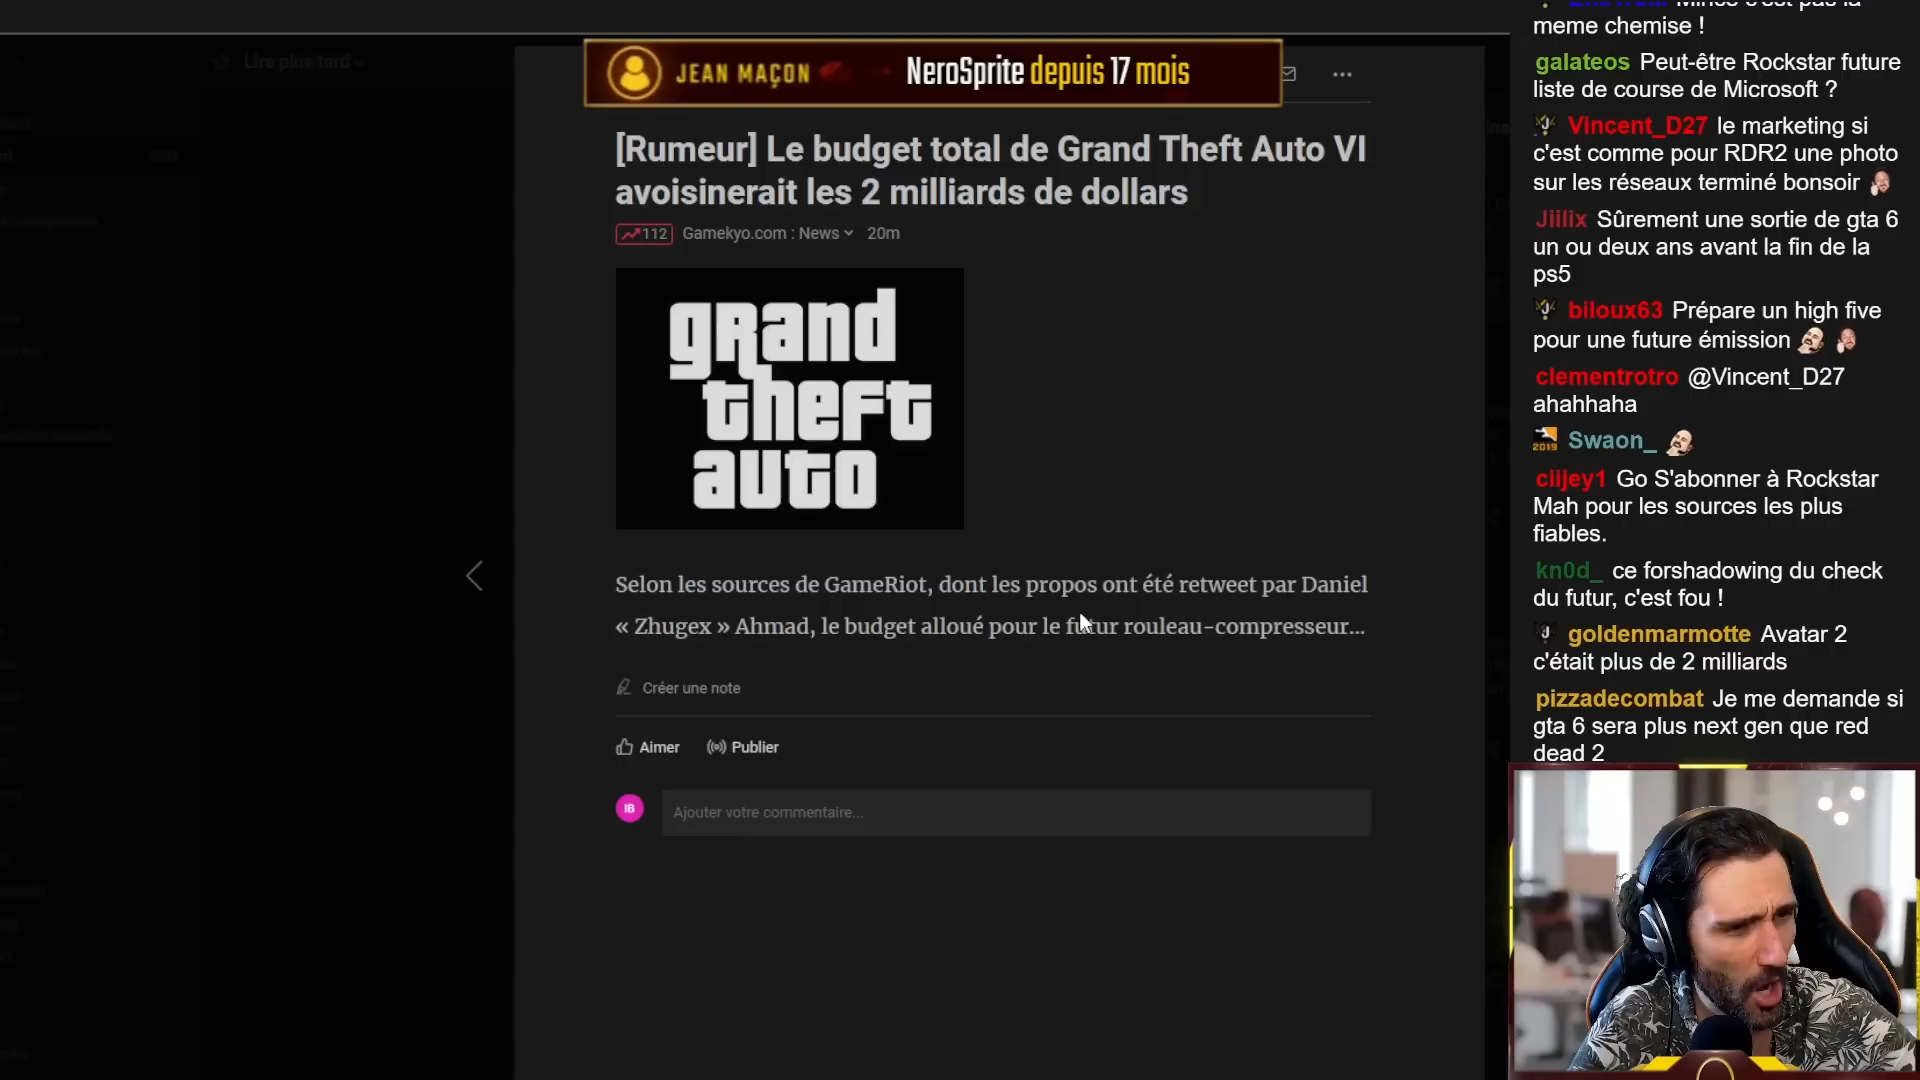 Lire plus tard
JEAN MAÇON NeroSprite depuis 17 mois
[Rumeur] Le budget total de Grand Theft Auto VI
avoisinerait les 2 milliards de dollars
112 Gamekyo.com : News 20m
grand
theft
auto
Selon les sources de GameRiot, dont les propos ont été retweet par Daniel
« Zhugex » Ahmad, le budget alloué pour le futur rouleau-compresseur...
Créer une note
Aimer Publier
IB Ajouter votre commentaire...
meme chemise !
galateos Peut-être Rockstar future
liste de course de Microsoft ?
Vincent_D27 le marketing si
c'est comme pour RDR2 une photo
sur les réseaux terminé bonsoir
Jiilix Sûrement une sortie de gta 6
un ou deux ans avant la fin de la
ps5
biloux63 Prépare un high five
pour une future émission
clementrotro @Vincent_D27
ahahhaha
2019 Swaon_
clljey1 Go S'abonner à Rockstar
Mah pour les sources les plus
fiables.
kn0d_ ce forshadowing du check
du futur, c'est fou !
goldenmarmotte Avatar 2
c'était plus de 2 milliards
pizzadecombat Je me demande si
gta 6 sera plus next gen que red
dead 2